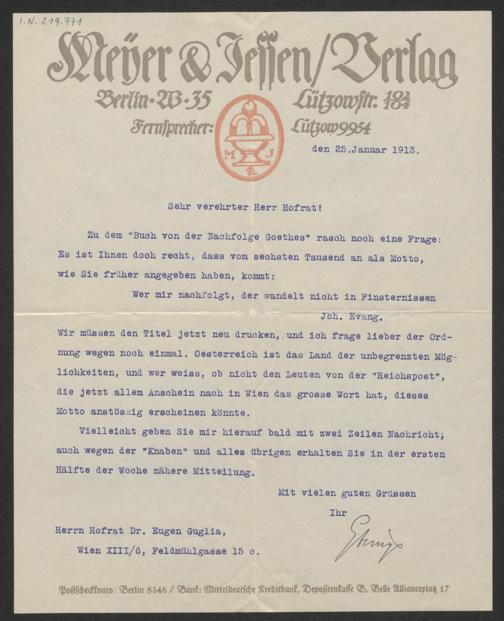 I.N. 219.771
Meÿer & Jessen/Verlag
Berlin·W·35
Lützowstr. 102/104
Fernsprecher:
Lützow 9954
M J
den 25.Januar 1913.
Sehr verehrter Herr Hofrat!
Zu dem "Buch von der Nachfolge Goethes" rasch noch eine Frage:
Es ist Ihnen doch recht, dass vom sechsten Tausend an als Motto,
wie Sie früher angegeben haben, kommt:
Wer mir nachfolgt, der wandelt nicht in Finsternissen
Joh. Evang.
Wir müssen den Titel jetzt neu drucken, und ich frage lieber der Ord-
nung wegen noch einmal. Oesterreich ist das Land der unbegrenzten Mög-
lichkeiten, und wer weiss, ob nicht den Leuten von der "Reichspost",
die jetzt allem Anschein nach in Wien das grosse Wort hat, dieses
Motto anstössig erscheinen könnte.
Vielleicht geben Sie mir hierauf bald mit zwei Zeilen Nachricht;
auch wegen der "Knaben" und alles übrigen erhalten Sie in der ersten
Hälfte der Woche nähere Mitteilung.
Mit vielen guten Grüssen
Ihr
Herrn Hofrat Dr. Eugen Guglia,
Wien XIII/6, Feldmühlgasse 15 c.
Postscheckkonto: Berlin 8546 / Bank: Mitteldeutsche Kreditbank, Depositenkasse B, Belle Allianceplatz 17